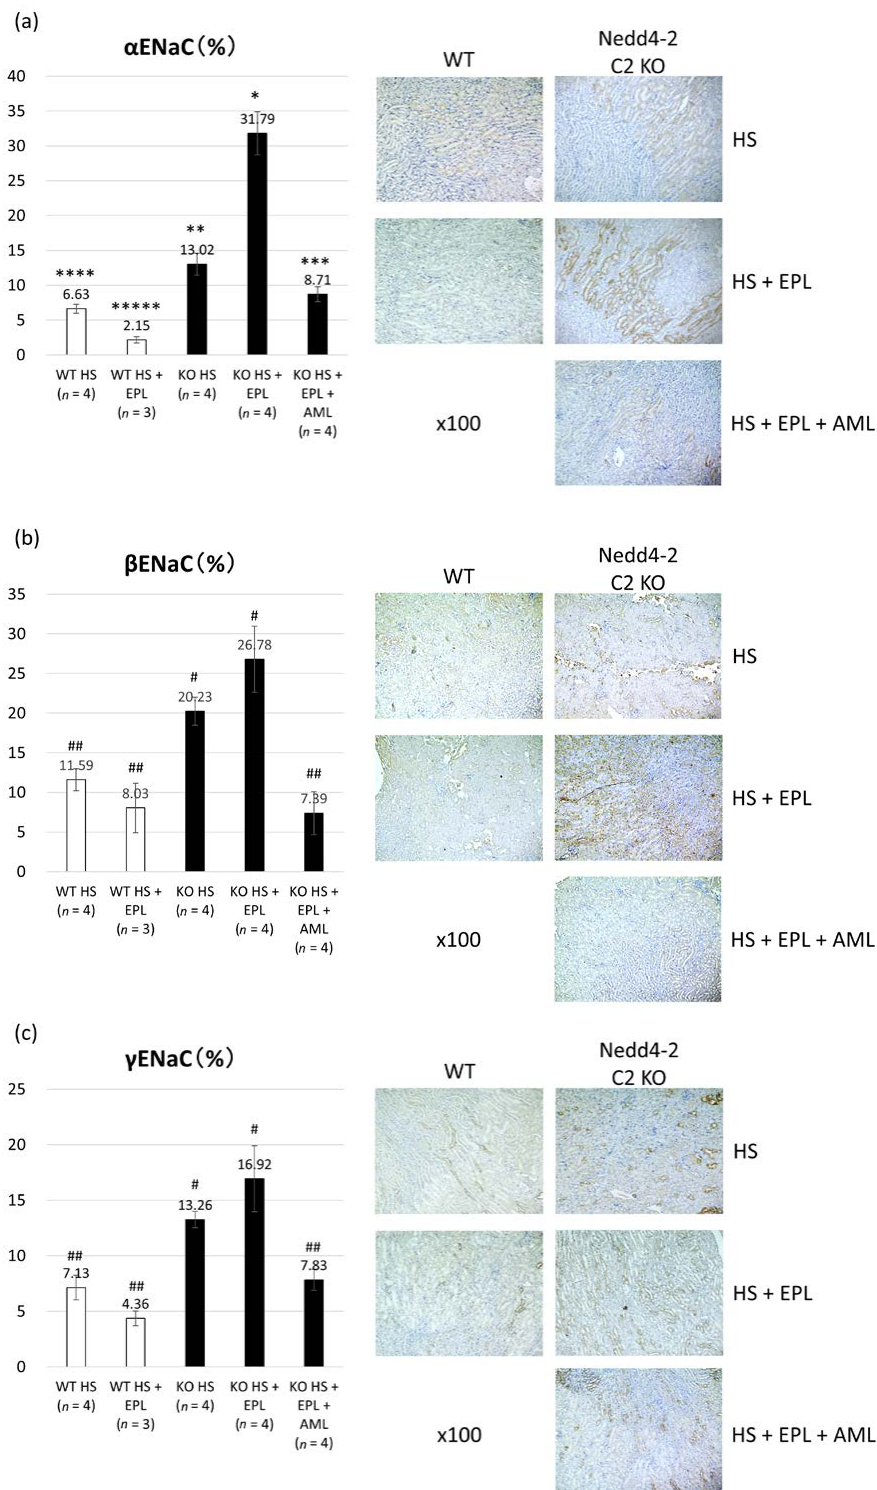 (a)
αENaC(%)
40
35
30
25
20
15
10
5
0
****
6.63
*****
2.15
**
13.02
*
31.79
***
8.71
WT HS
(n = 4)
WT HS +
EPL
(n = 3)
KO HS
(n = 4)
KO HS +
EPL
(n = 4)
KO HS +
EPL +
AML
(n = 4)
WT
Nedd4-2
C2 KO
HS
HS + EPL
x100
HS + EPL + AML
(b)
βENaC(%)
35
30
25
20
15
10
5
0
##
11.59
##
8.03
#
20.23
#
26.78
##
7.39
WT HS
(n = 4)
WT HS +
EPL
(n = 3)
KO HS
(n = 4)
KO HS +
EPL
(n = 4)
KO HS +
EPL +
AML
(n = 4)
WT
Nedd4-2
C2 KO
HS
HS + EPL
x100
HS + EPL + AML
(c)
γENaC(%)
25
20
15
10
5
0
##
7.13
##
4.36
#
13.26
#
16.92
##
7.83
WT HS
(n = 4)
WT HS +
EPL
(n = 3)
KO HS
(n = 4)
KO HS +
EPL
(n = 4)
KO HS +
EPL +
AML
(n = 4)
WT
Nedd4-2
C2 KO
HS
HS + EPL
x100
HS + EPL + AML